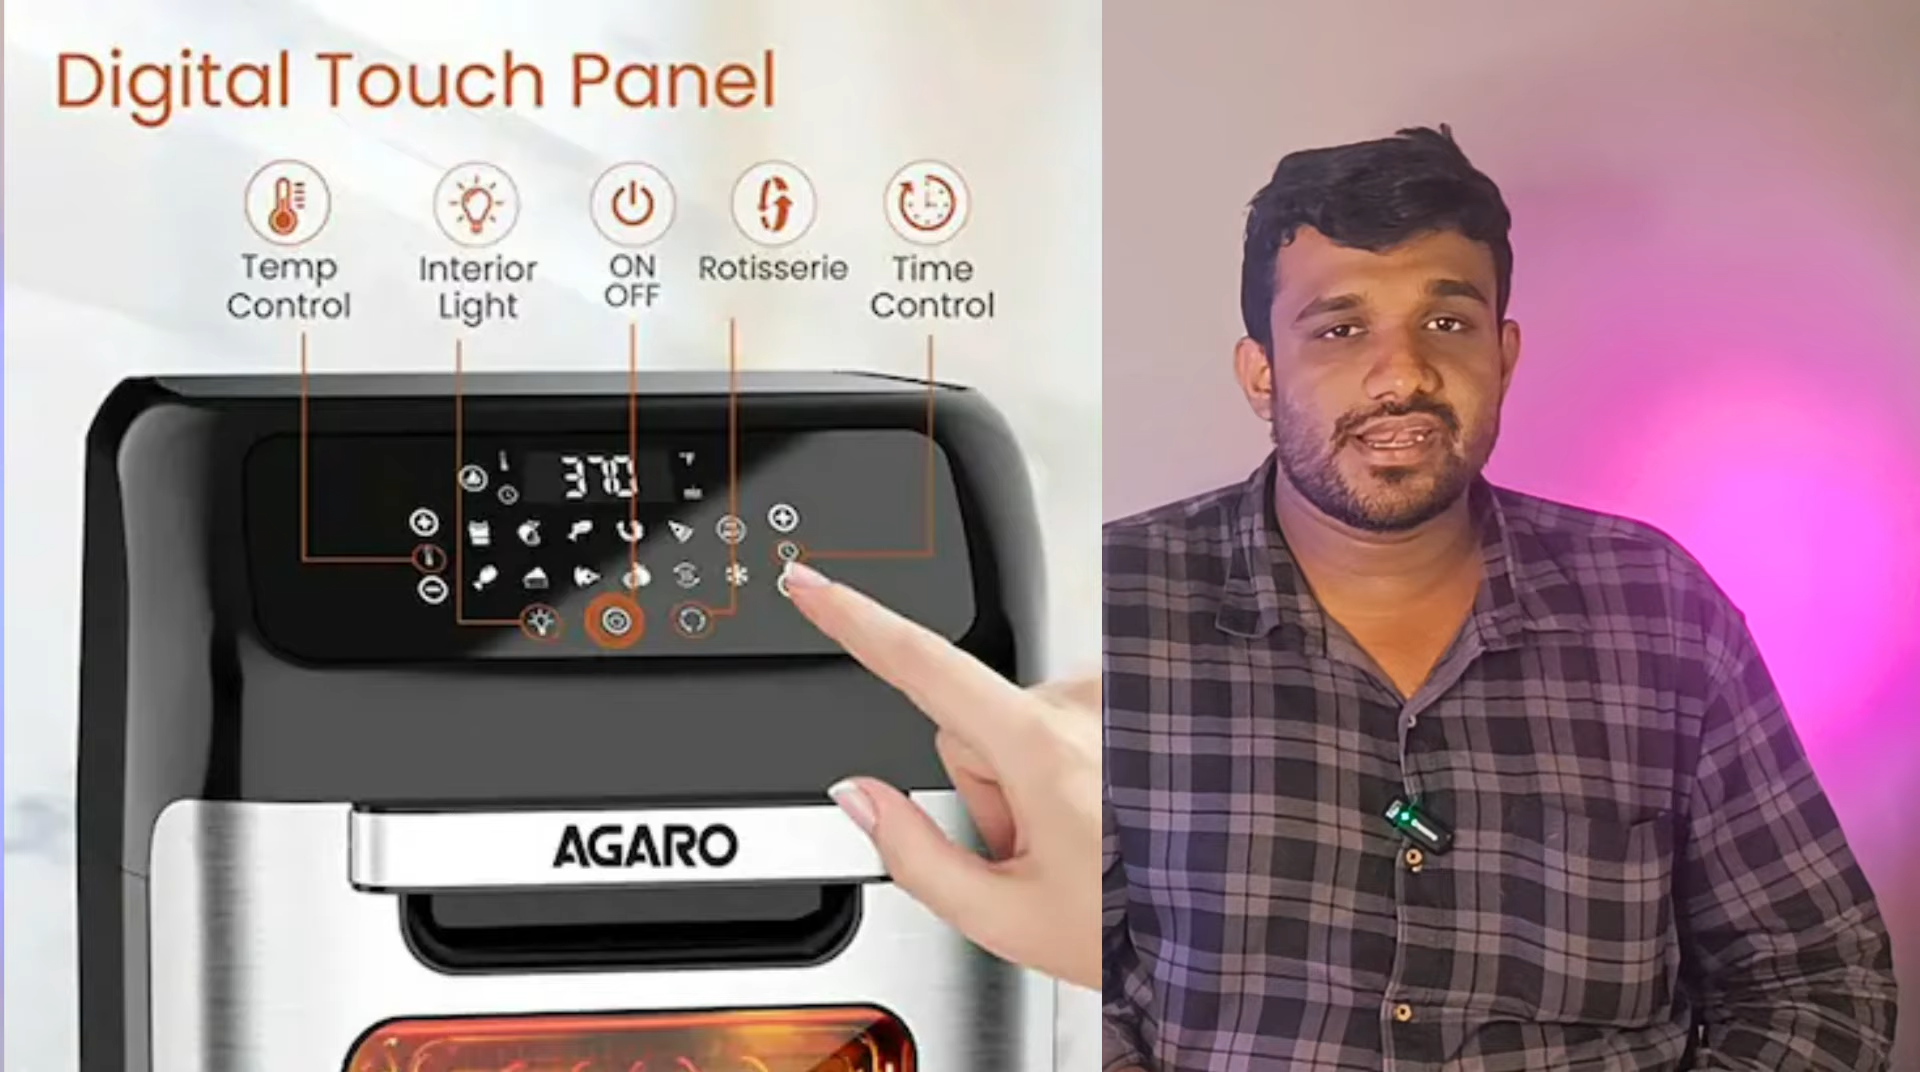 Digital Touch Panel
Temp
Control
Interior
Light
ON
OFF
Rotisserie
Time
Control
370
°F
AGARO